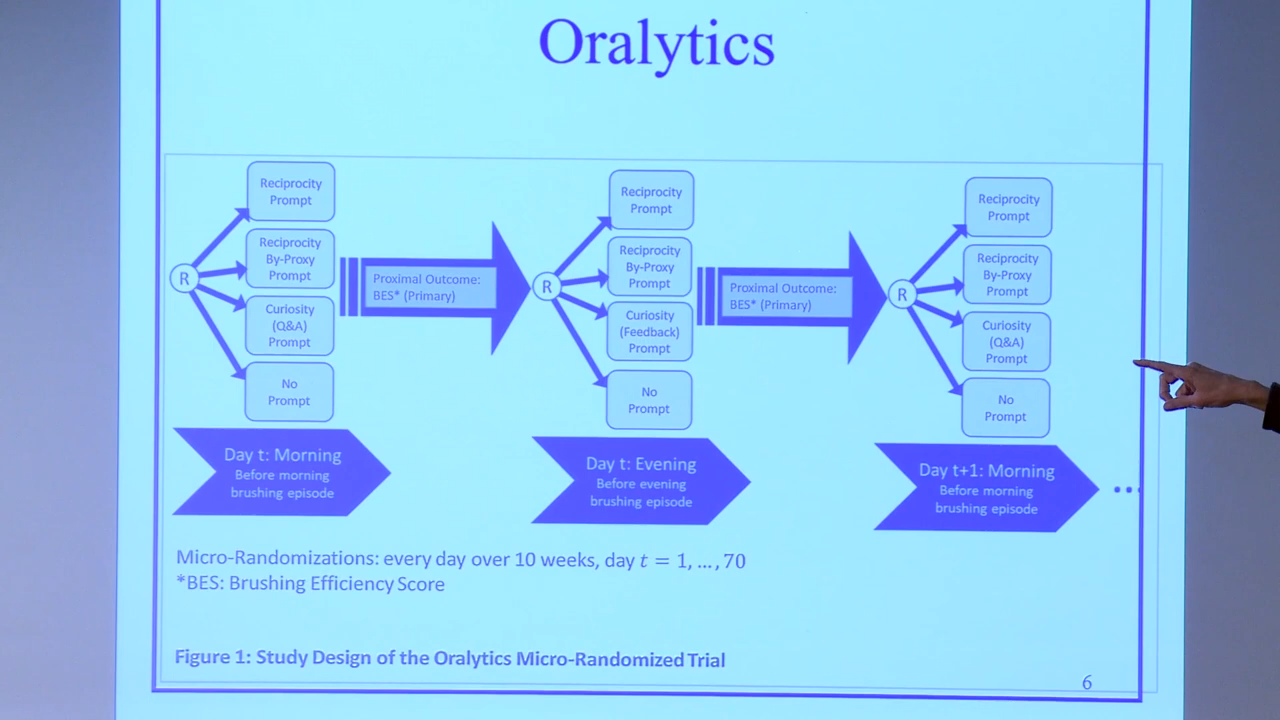 Oralytics
R
Reciprocity
Prompt
Reciprocity
By-Proxy
Prompt
Curiosity
(Q&A)
Prompt
No
Prompt
Proximal Outcome:
BES* (Primary)
R
Reciprocity
Prompt
Reciprocity
By-Proxy
Prompt
Curiosity
(Feedback)
Prompt
No
Prompt
Proximal Outcome:
BES* (Primary)
R
Reciprocity
Prompt
Reciprocity
By-Proxy
Prompt
Curiosity
(Q&A)
Prompt
No
Prompt
Day t: Morning
Before morning
brushing episode
Day t: Evening
Before evening
brushing episode
Day t+1: Morning
Before morning
brushing episode
...
Micro-Randomizations: every day over 10 weeks, day t = 1, ..., 70
*BES: Brushing Efficiency Score
Figure 1: Study Design of the Oralytics Micro-Randomized Trial
6